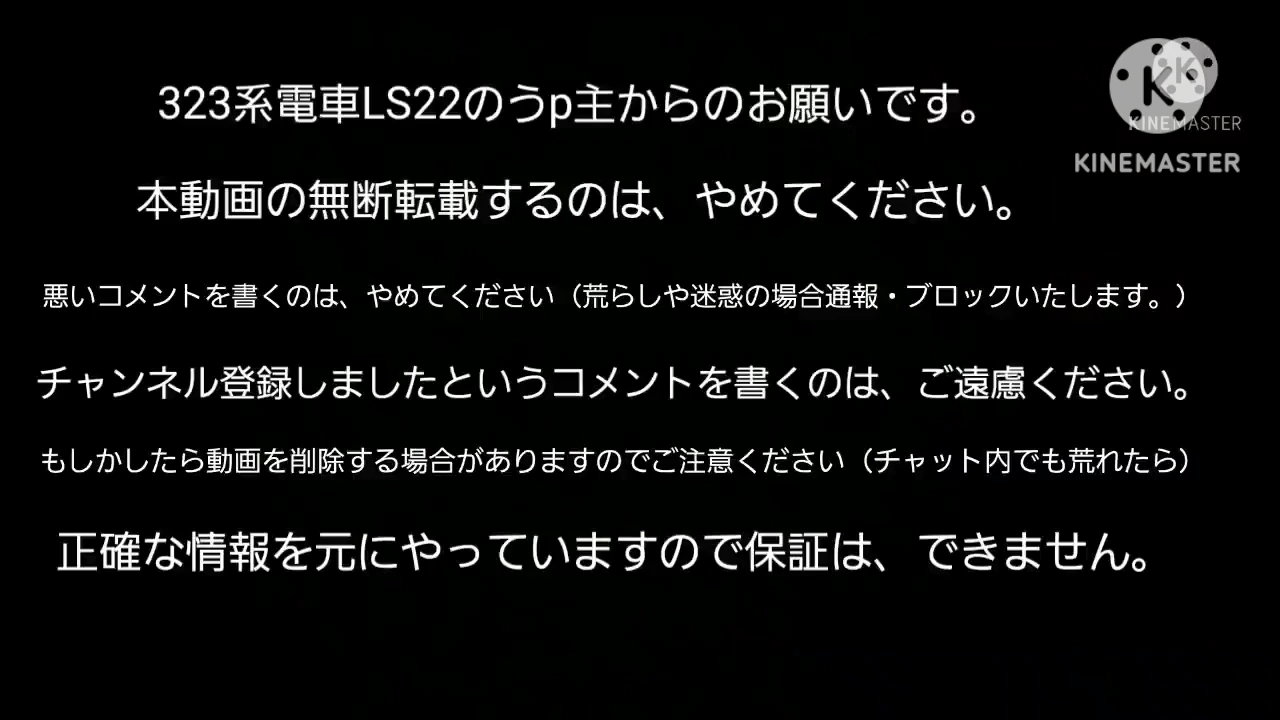 323系電車LS22のうp主からのお願いです。
KINEMASTER
KINEMASTER
本動画の無断転載するのは、やめてください。
悪いコメントを書くのは、やめてください（荒らしや迷惑の場合通報・ブロックいたします。）
チャンネル登録しましたというコメントを書くのは、ご遠慮ください。
もしかしたら動画を削除する場合がありますのでご注意ください（チャット内でも荒れたら）
正確な情報を元にやっていますので保証は、できません。